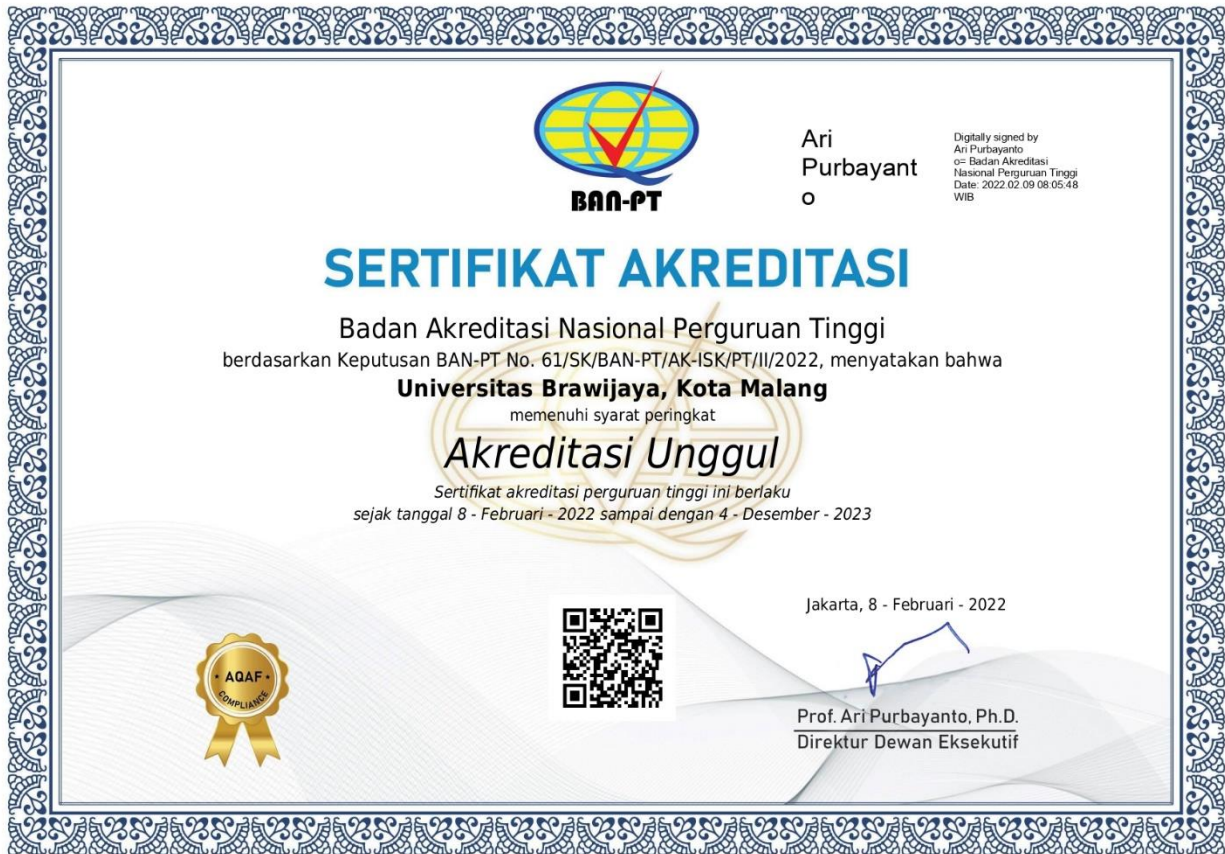 BAN-PT
Ari
Purbayant
o
Digitally signed by
Ari Purbayanto
o= Badan Akreditasi
Nasional Perguruan Tinggi
Date: 2022.02.09 08:05:48
WIB
SERTIFIKAT AKREDITASI
Badan Akreditasi Nasional Perguruan Tinggi
berdasarkan Keputusan BAN-PT No. 61/SK/BAN-PT/AK-ISK/PT/II/2022, menyatakan bahwa
Universitas Brawijaya, Kota Malang
memenuhi syarat peringkat
Akreditasi Unggul
Sertifikat akreditasi perguruan tinggi ini berlaku
sejak tanggal 8 - Februari - 2022 sampai dengan 4 - Desember - 2023
Jakarta, 8 - Februari - 2022
AQAF
COMPLIANCE
Prof. Ari Purbayanto, Ph.D.
Direktur Dewan Eksekutif